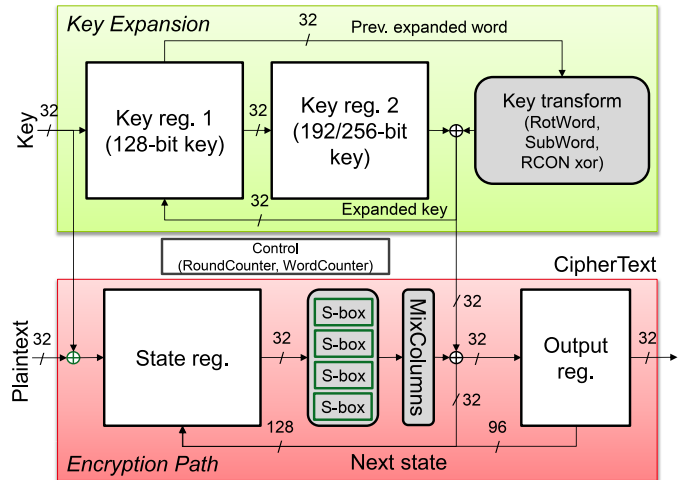 Key Expansion
32
Prev. expanded word
Key
32
Key reg. 1
(128-bit key)
32
Key reg. 2
(192/256-bit
key)
Key transform
(RotWord,
SubWord,
RCON xor)
32
Expanded key
Control
(RoundCounter, WordCounter)
CipherText
32
Plaintext
32
State reg.
32
S-box
S-box
S-box
S-box
MixColumns
32
Output
reg.
32
32
128
96
Encryption Path
Next state